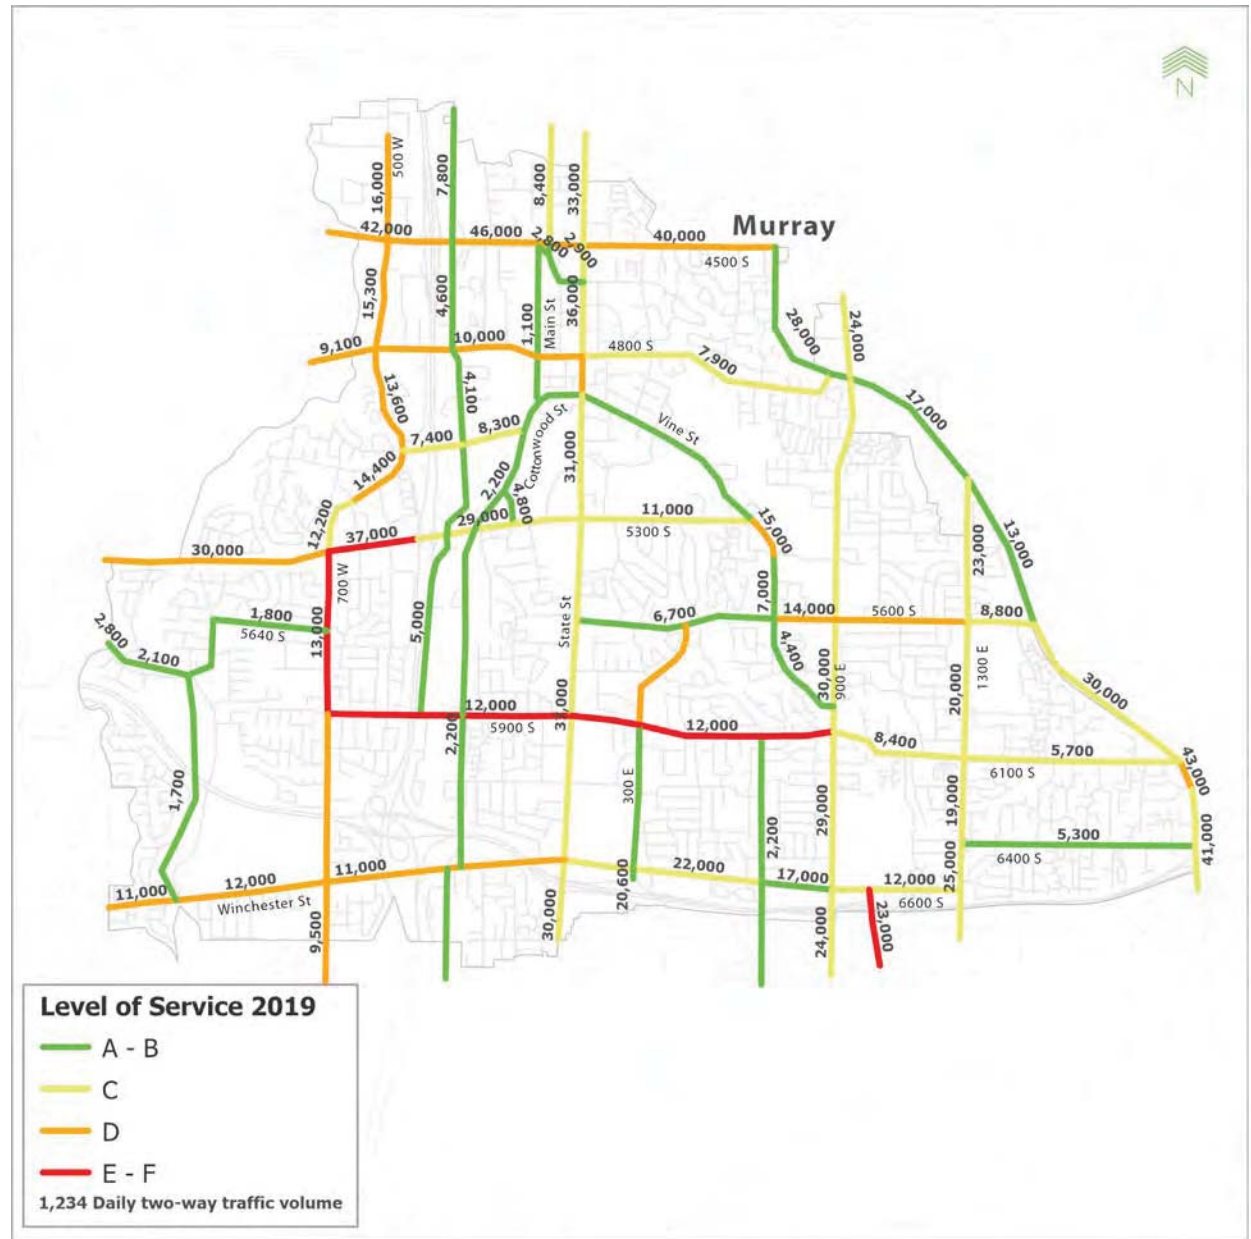 N
Murray
500 W
16,000
7,800
8,400
33,000
42,000
46,000
2,800
2,900
40,000
4500 S
15,300
4,600
1,100
Main St
36,000
28,000
24,000
9,100
10,000
4800 S
7,900
13,600
4,100
17,000
7,400
8,300
Cottonwood St
Vine St
31,000
14,400
2,200
4,800
12,200
37,000
29,000
11,000
5300 S
15,000
13,000
23,000
30,000
700 W
1,800
5640 S
13,000
5,000
State St
6,700
7,000
14,000
5600 S
8,800
2,800
2,100
4,400
30,000
900 E
20,000
1300 E
30,000
12,000
5900 S
2,200
12,000
8,400
5,700
6100 S
43,000
1,700
300 E
29,000
19,000
2,200
5,300
6400 S
41,000
11,000
12,000
Winchester St
11,000
20,600
22,000
17,000
12,000
6600 S
25,000
9,500
30,000
24,000
23,000
Level of Service 2019
A - B
C
D
E - F
1,234 Daily two-way traffic volume